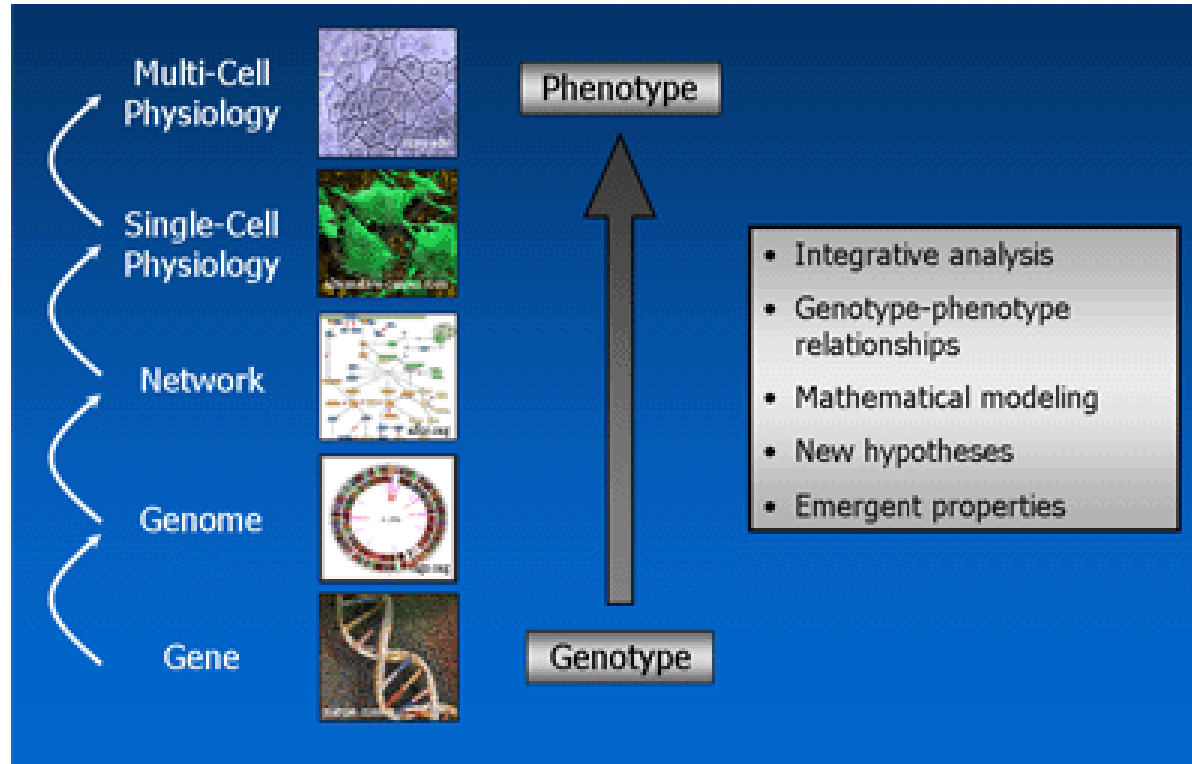 Multi-Cell
Physiology
Phenotype
Single-Cell
Physiology
Network
Genome
Gene
Genotype
• Integrative analysis
• Genotype-phenotype
relationships
• Mathematical modeling
• New hypotheses
• Emergent properties